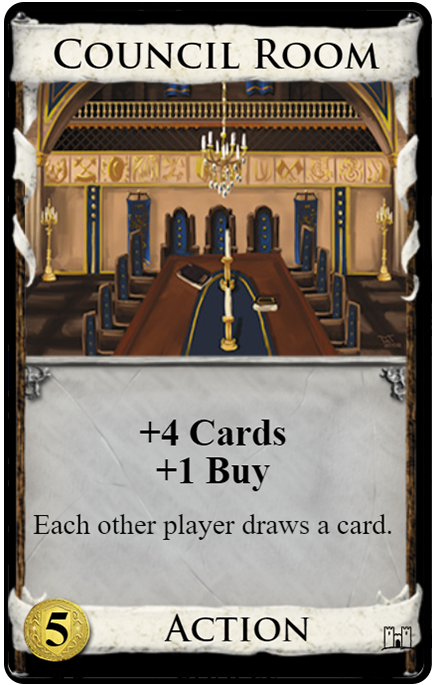 COUNCIL ROOM
+4 Cards
+1 Buy
Each other player draws a card.
5
ACTION